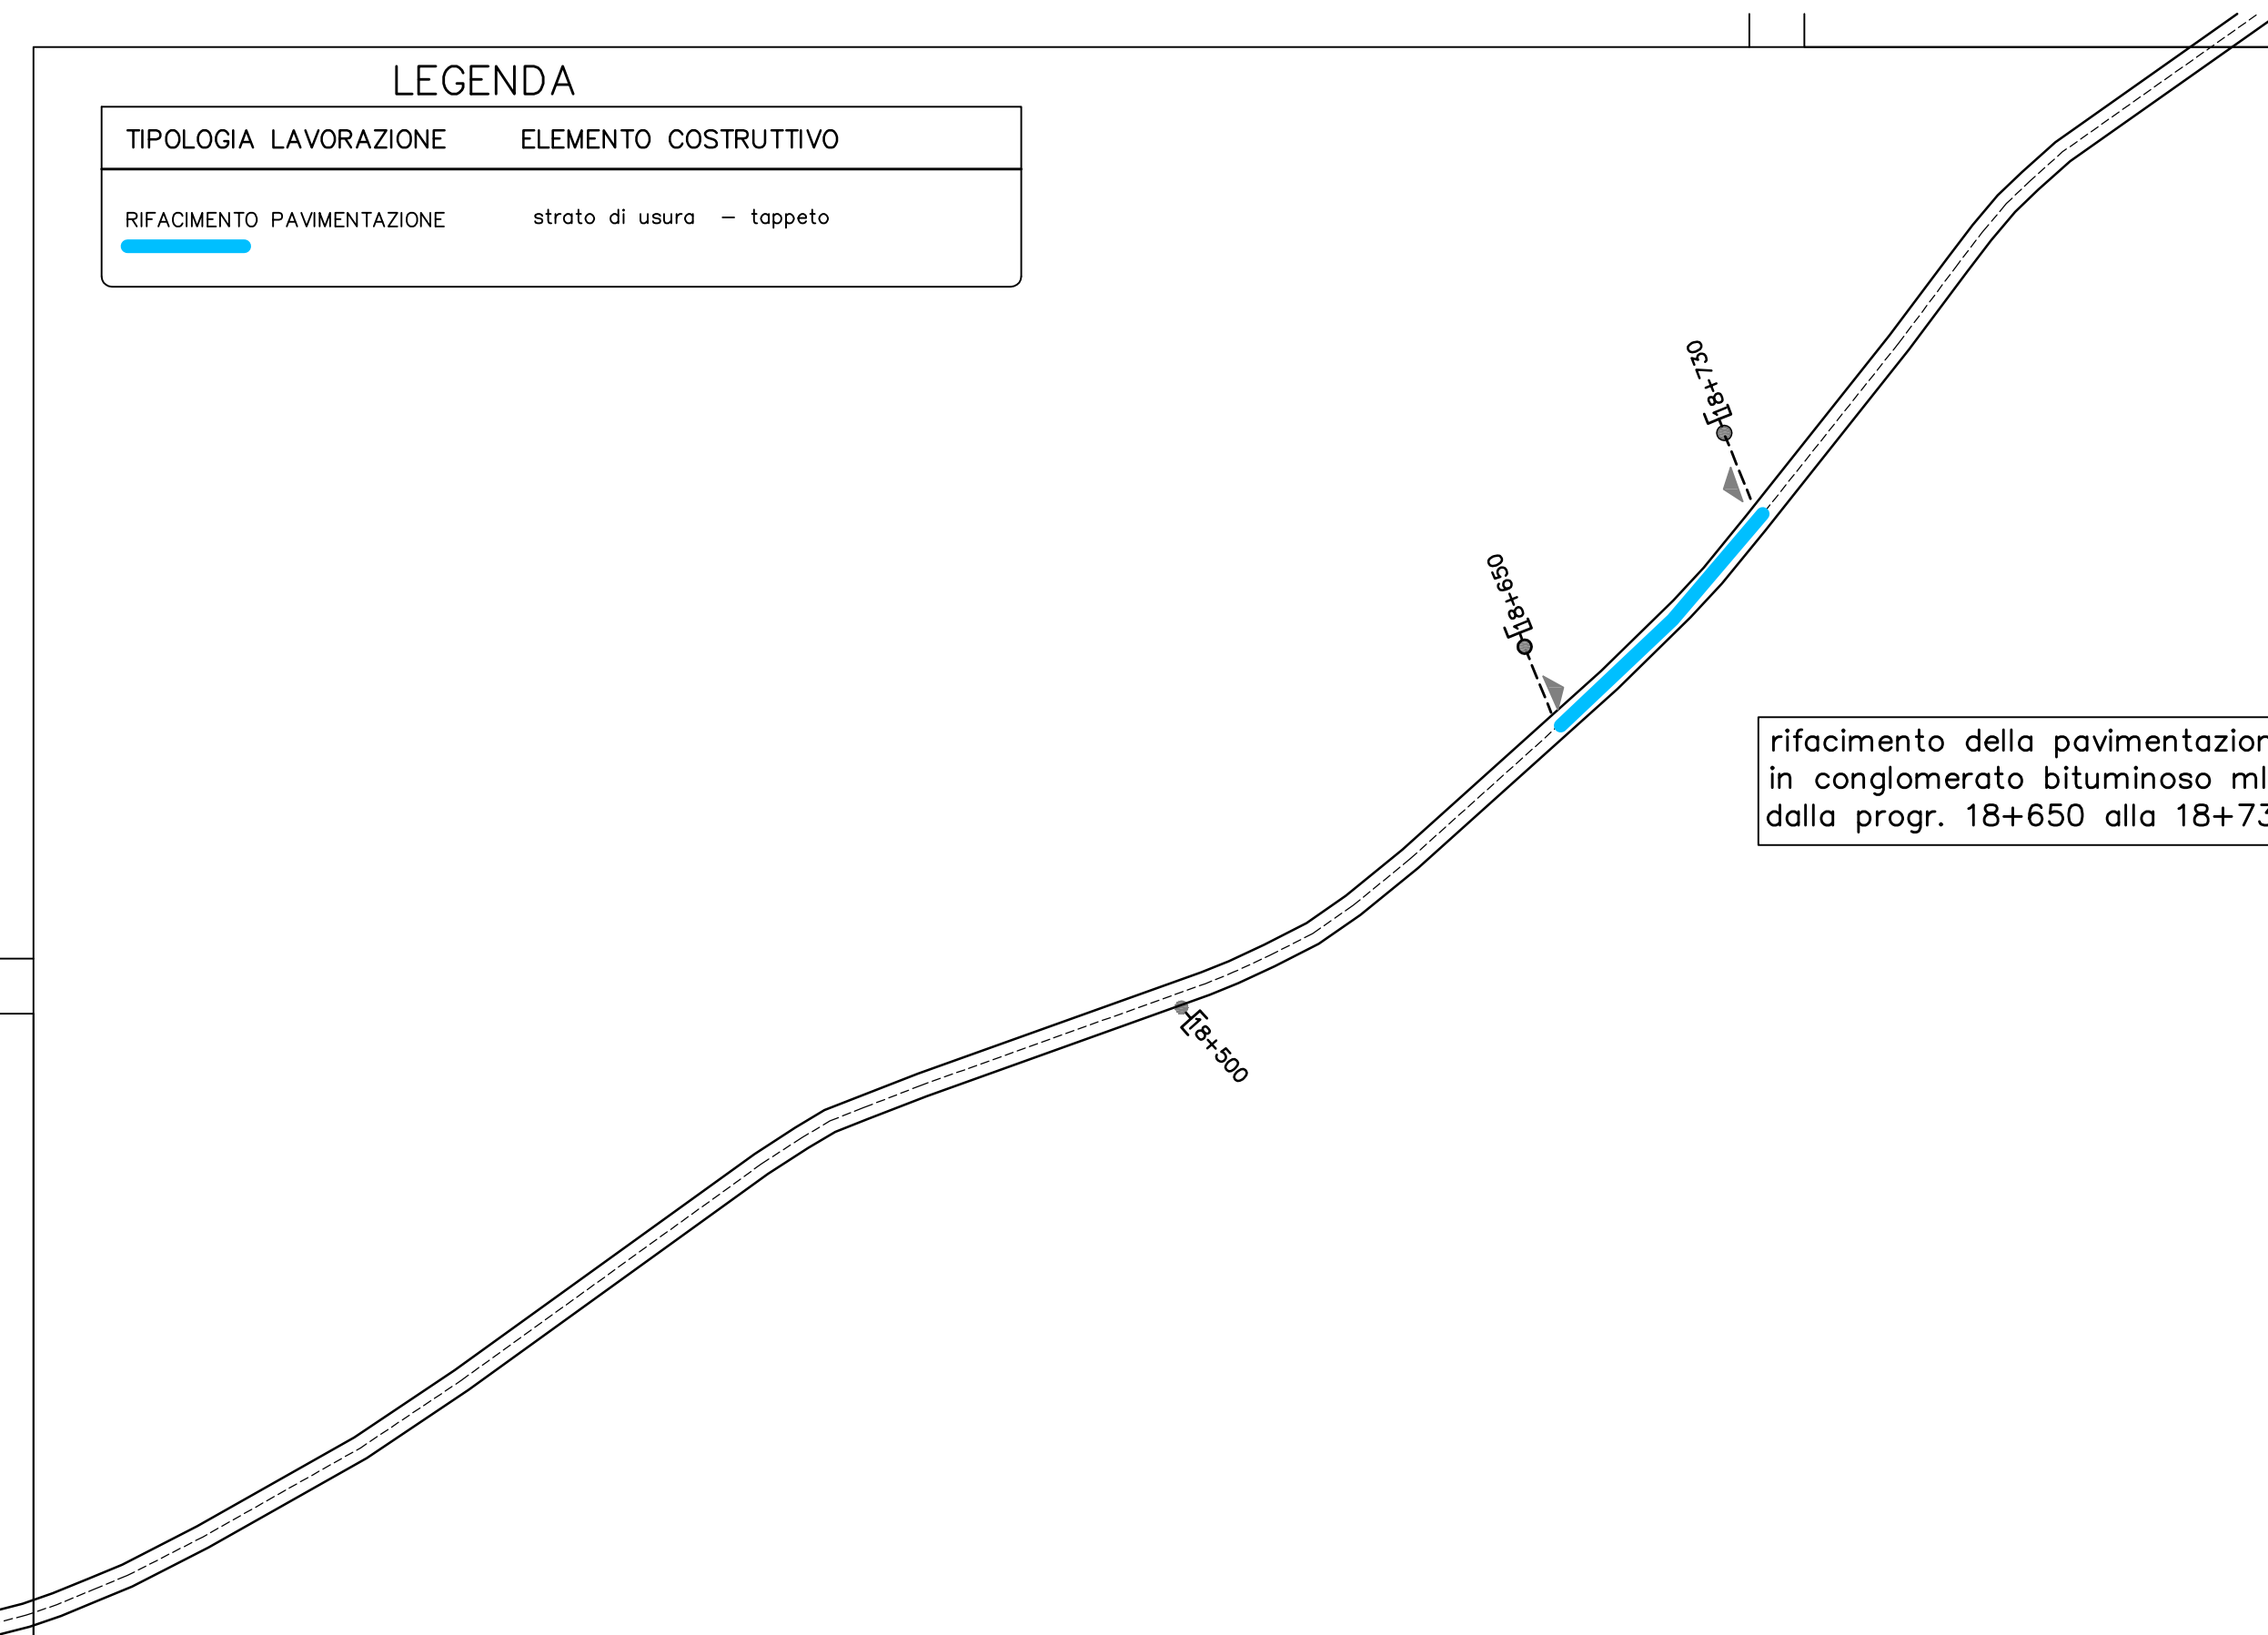 LEGENDA
TIPOLOGIA LAVORAZIONE ELEMENTO COSTRUTTIVO
RIFACIMENTO PAVIMENTAZIONE strato di usura – tappeto
18+730
18+650
rifacimento della pavimentazion
in conglomerato bituminoso ml
dalla progr. 18+650 alla 18+73
18+500